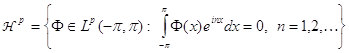 ℋ^p = { Φ ∈ L^p(−π, π) : ∫_{−π}^{π} Φ(x)e^{inx}dx = 0, n = 1,2,… }